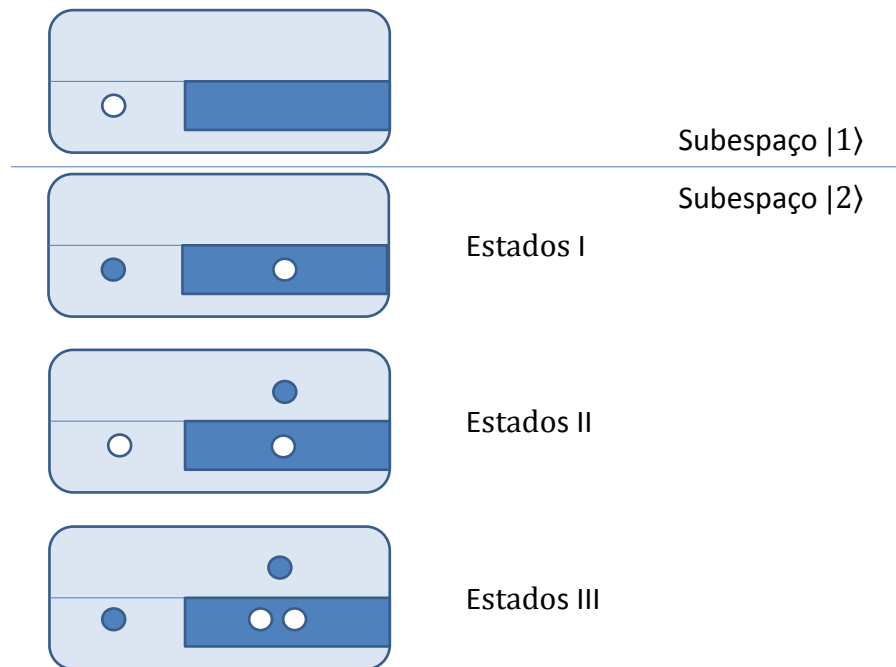 Subespaço |1⟩
Subespaço |2⟩
Estados I
Estados II
Estados III